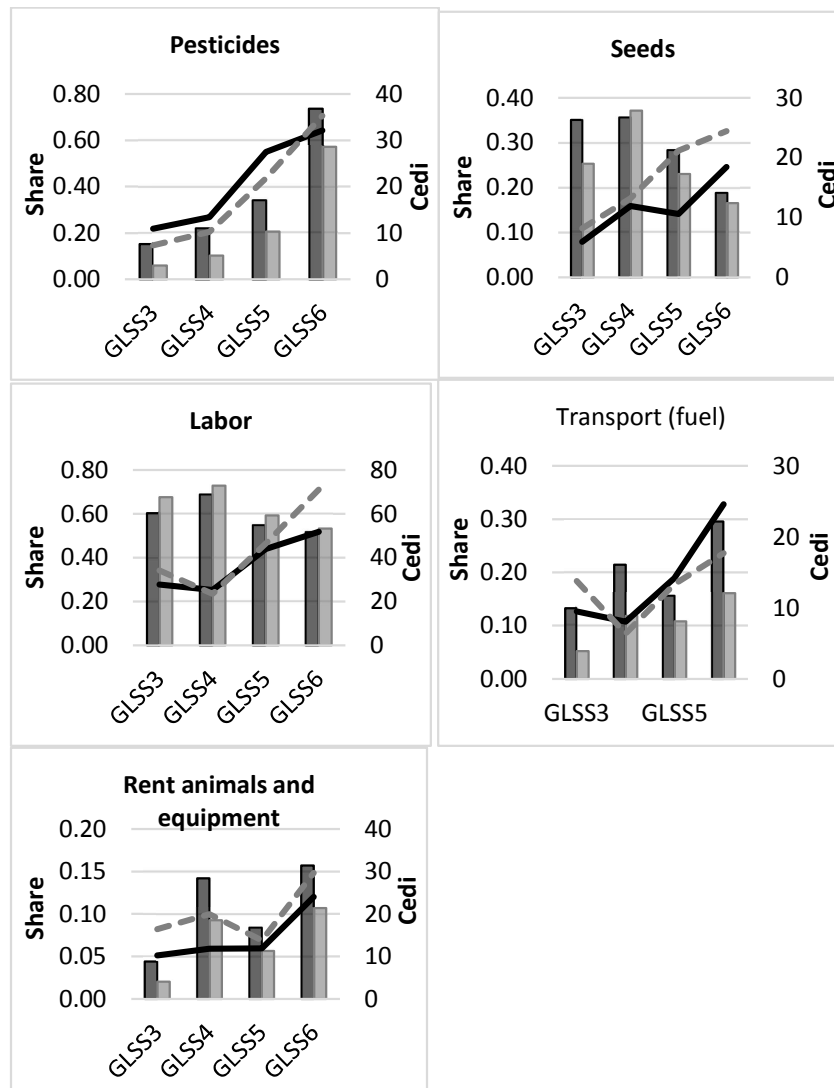 Pesticides
0.80
0.60
0.40
0.20
0.00
Share
40
30
20
10
0
Cedi
GLSS3
GLSS4
GLSS5
GLSS6
Seeds
0.40
0.30
0.20
0.10
0.00
Share
30
20
10
0
Cedi
GLSS3
GLSS4
GLSS5
GLSS6
Labor
0.80
0.60
0.40
0.20
0.00
Share
80
60
40
20
0
Cedi
GLSS3
GLSS4
GLSS5
GLSS6
Transport (fuel)
0.40
0.30
0.20
0.10
0.00
Share
30
20
10
0
Cedi
GLSS3
GLSS5
Rent animals and
equipment
0.20
0.15
0.10
0.05
0.00
Share
40
30
20
10
0
Cedi
GLSS3
GLSS4
GLSS5
GLSS6